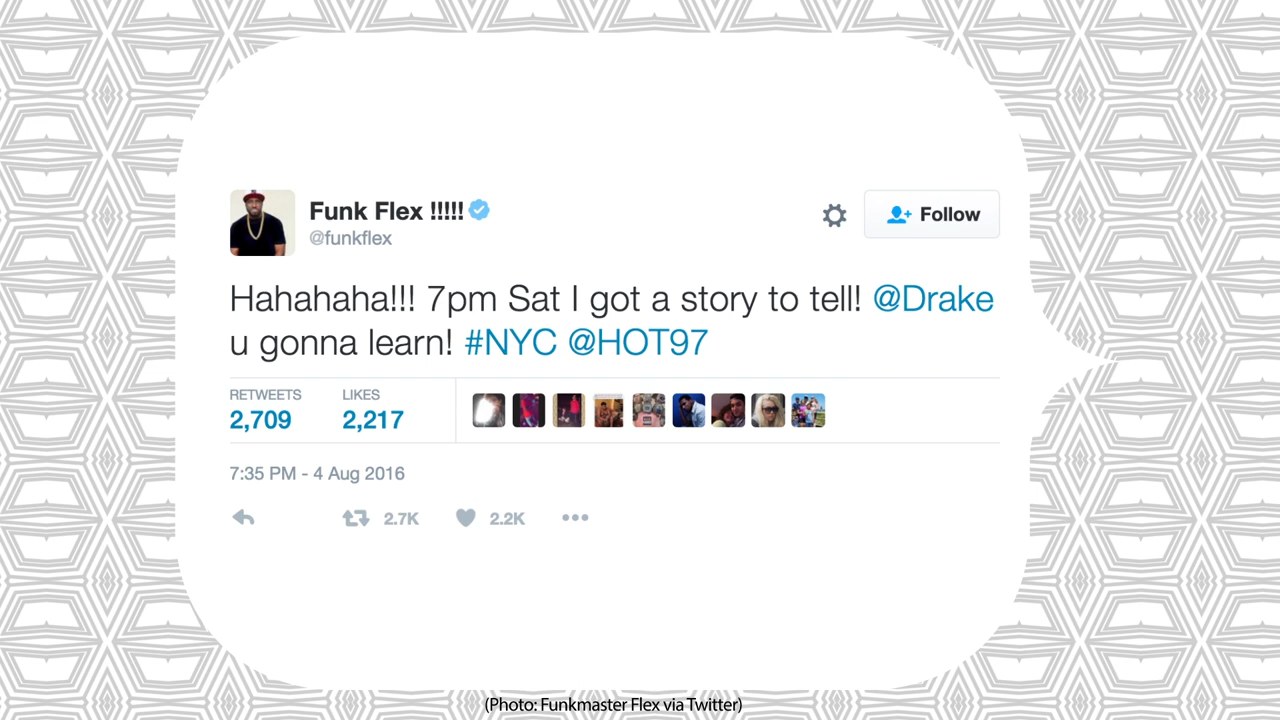 Funk Flex !!!!!
@funkflex
Follow
Hahahaha!!! 7pm Sat I got a story to tell! @Drake
u gonna learn! #NYC @HOT97
RETWEETS LIKES
2,709 2,217
7:35 PM - 4 Aug 2016
2.7K 2.2K
(Photo: Funkmaster Flex via Twitter)